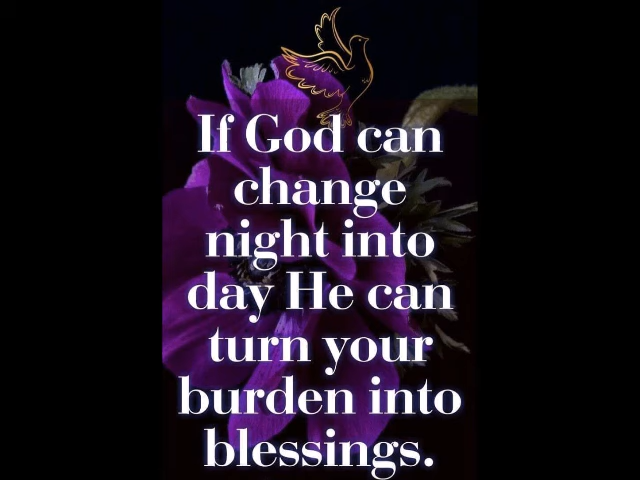 If God can
change
night into
day He can
turn your
burden into
blessings.